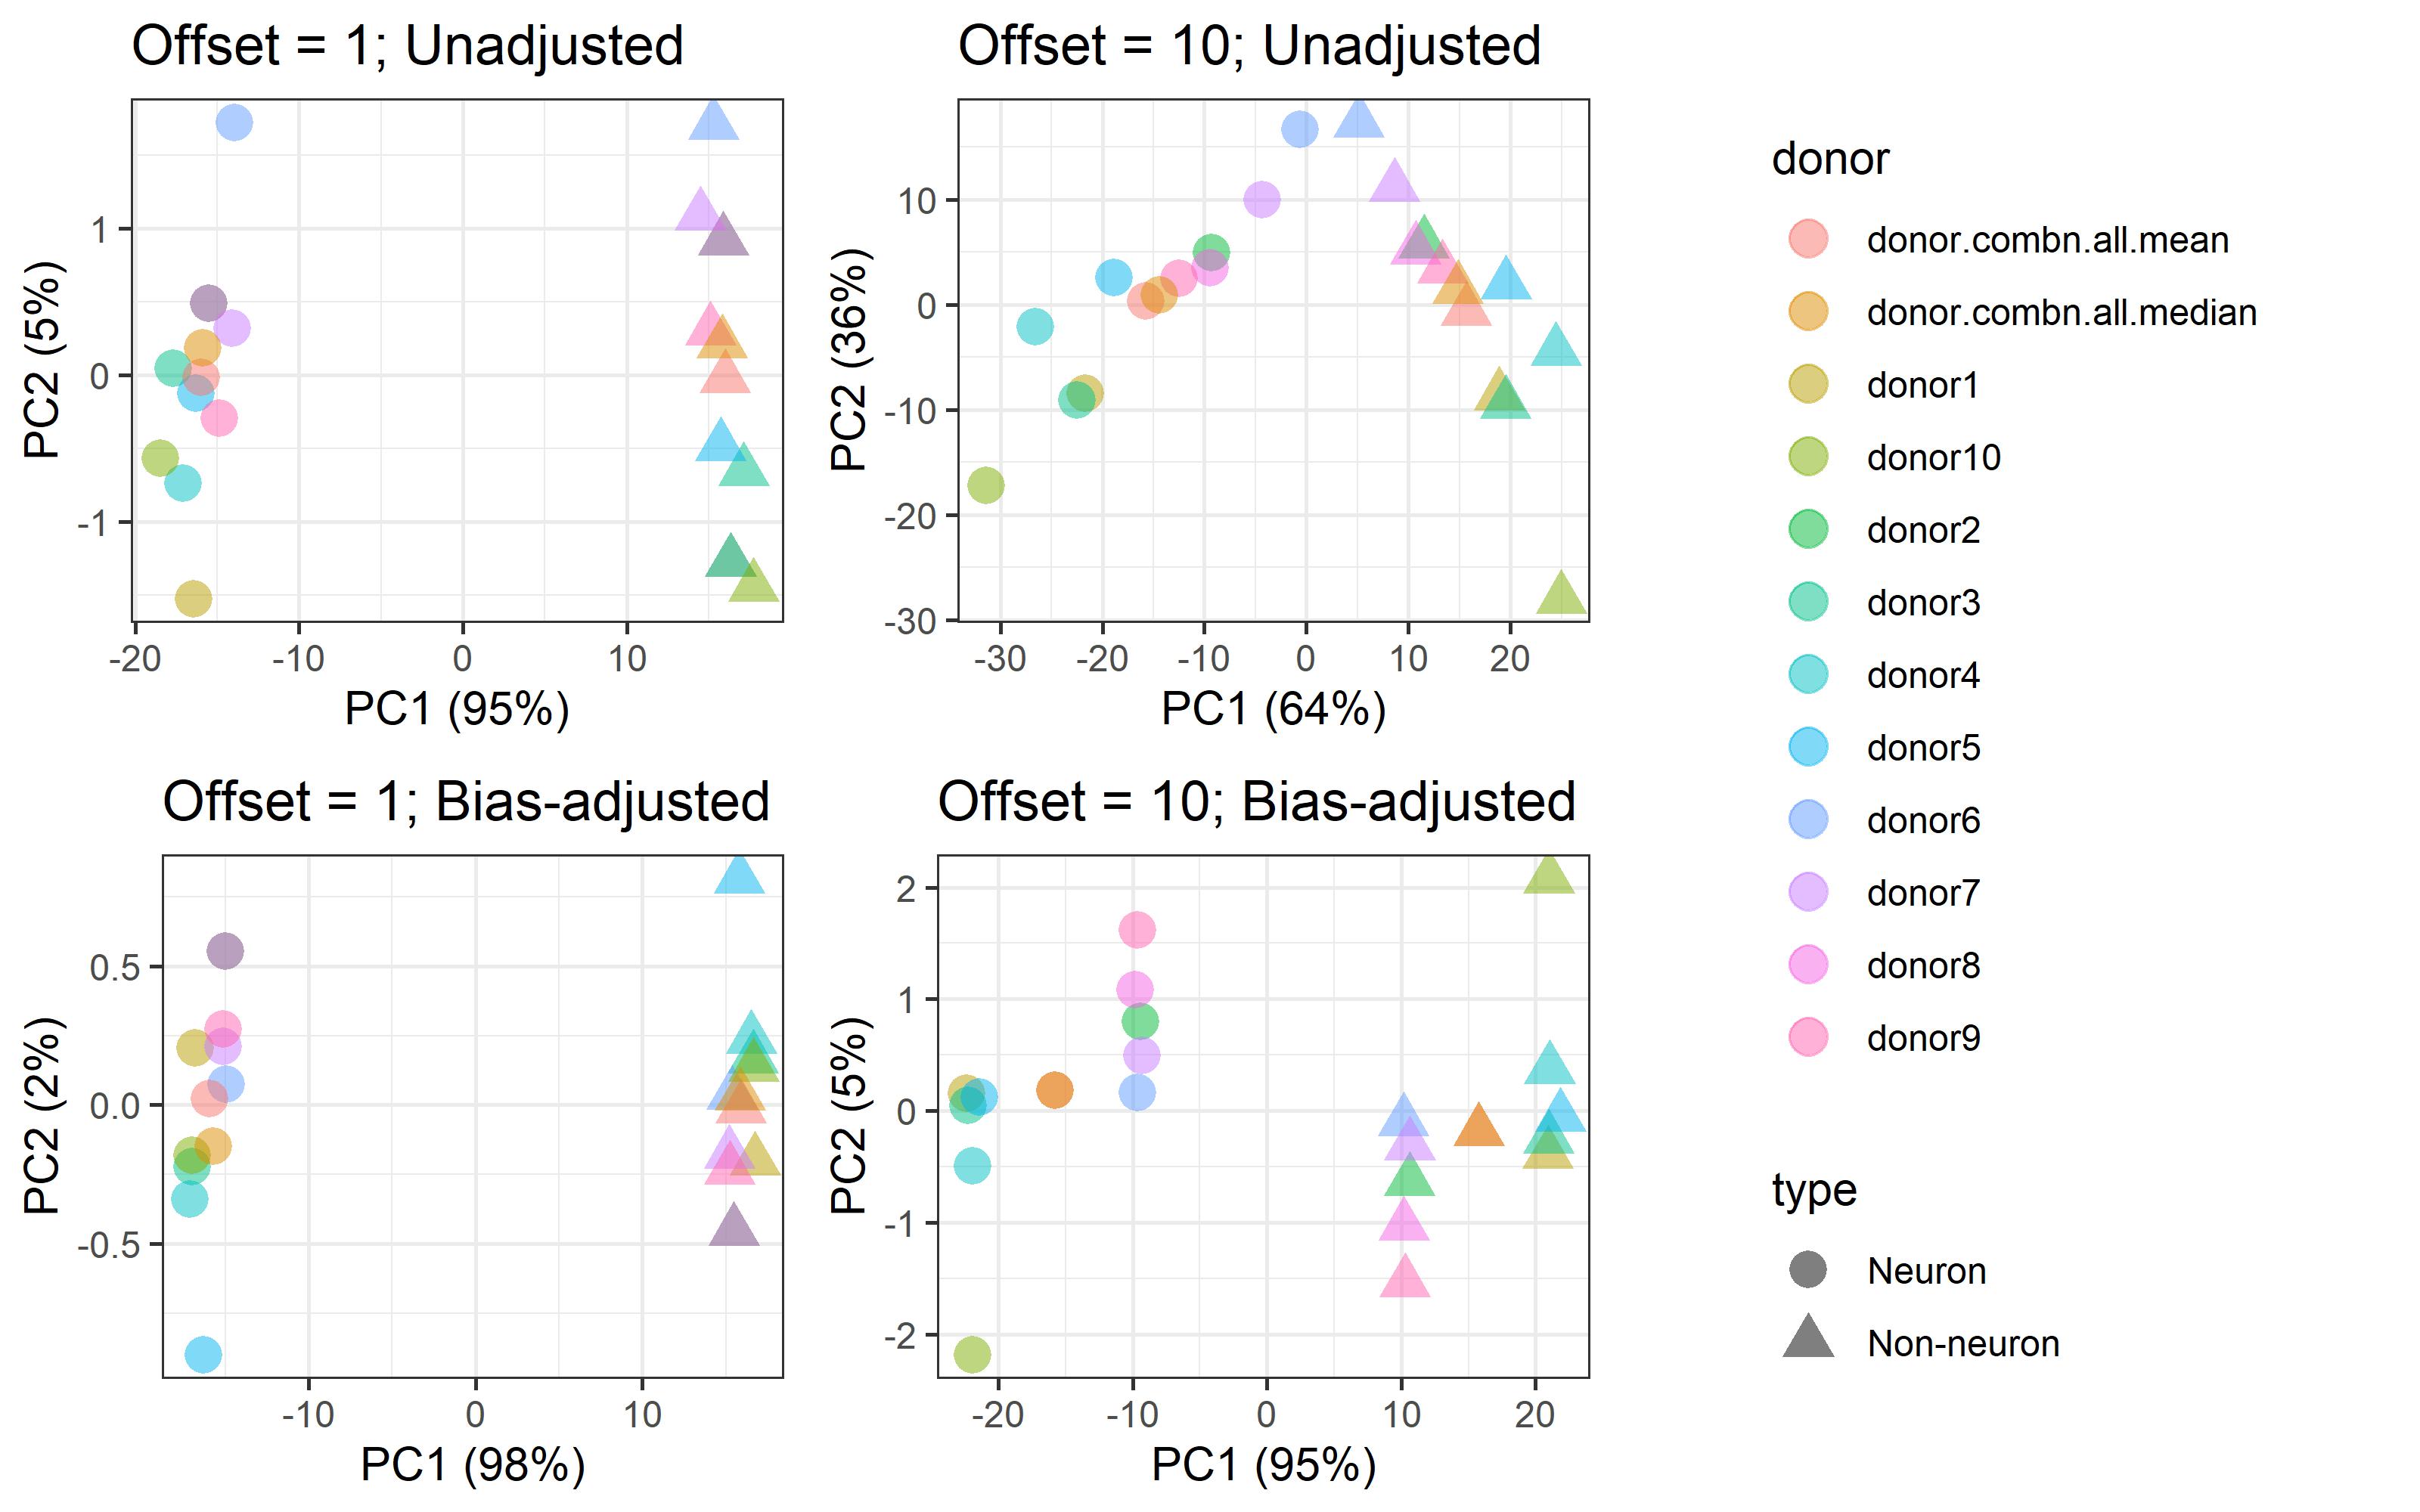 Offset = 1; Unadjusted
PC2 (5%)
1
0
-1
-20
-10
0
10
PC1 (95%)
Offset = 10; Unadjusted
PC2 (36%)
10
0
-10
-20
-30
-30
-20
-10
0
10
20
PC1 (64%)
Offset = 1; Bias-adjusted
PC2 (2%)
0.5
0.0
-0.5
-10
0
10
PC1 (98%)
Offset = 10; Bias-adjusted
PC2 (5%)
2
1
0
-1
-2
-20
-10
0
10
20
PC1 (95%)
donor
donor.combn.all.mean
donor.combn.all.median
donor1
donor10
donor2
donor3
donor4
donor5
donor6
donor7
donor8
donor9
type
Neuron
Non-neuron